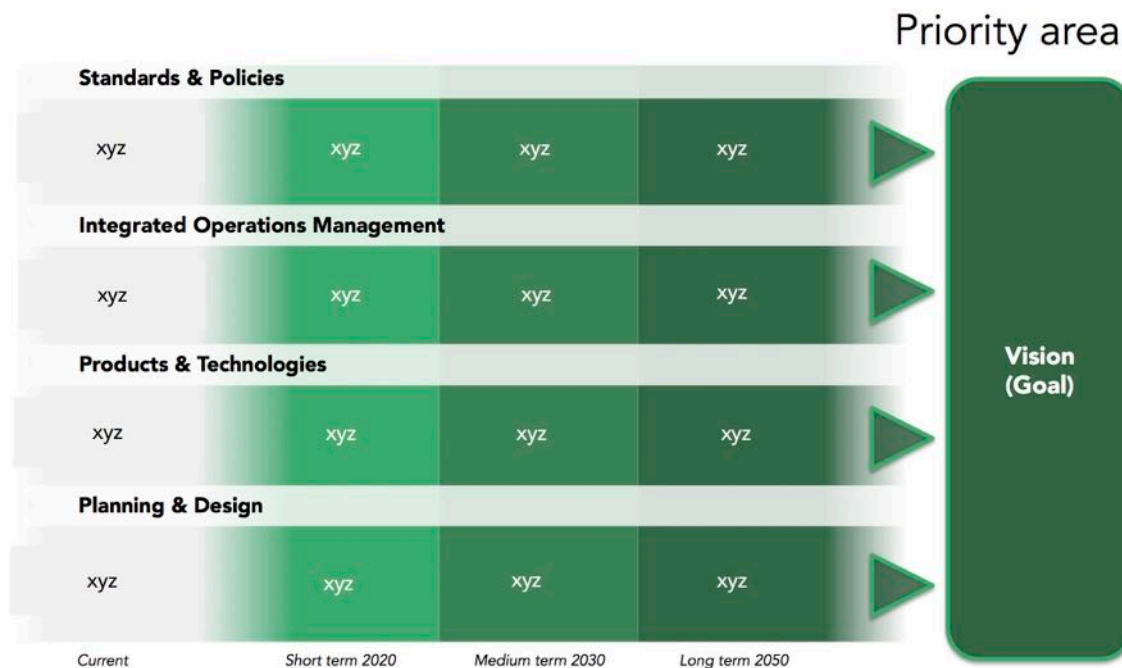 Priority area
Standards & Policies
xyz xyz xyz xyz
Integrated Operations Management
xyz xyz xyz xyz
Products & Technologies
xyz xyz xyz xyz
Vision
(Goal)
Planning & Design
xyz xyz xyz xyz
Current Short term 2020 Medium term 2030 Long term 2050